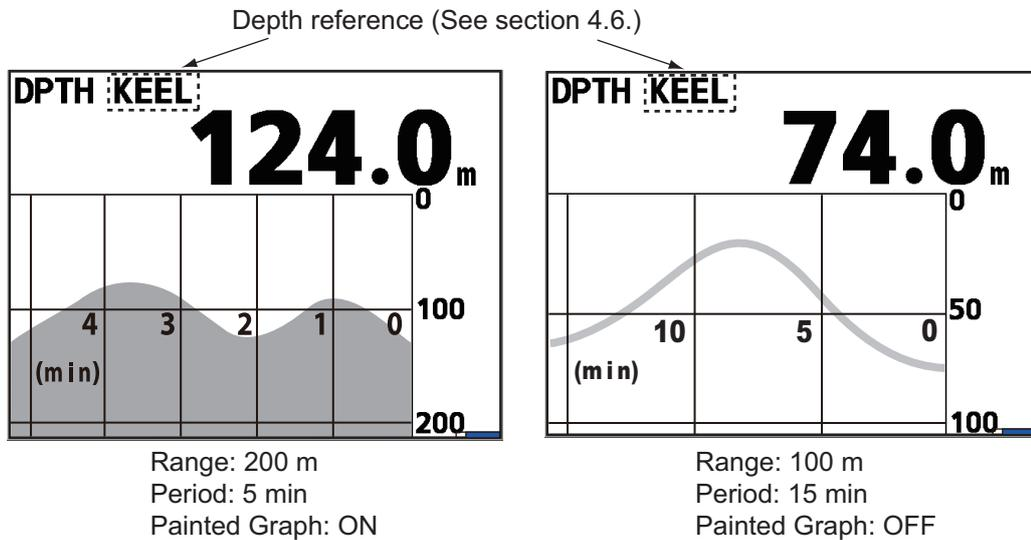 Depth reference (See section 4.6.)
DPTH KEEL
124.0 m
0
100
4 3 2 1 0
(min)
200
Range: 200 m
Period: 5 min
Painted Graph: ON
DPTH KEEL
74.0 m
0
50
10 5 0
(min)
100
Range: 100 m
Period: 15 min
Painted Graph: OFF